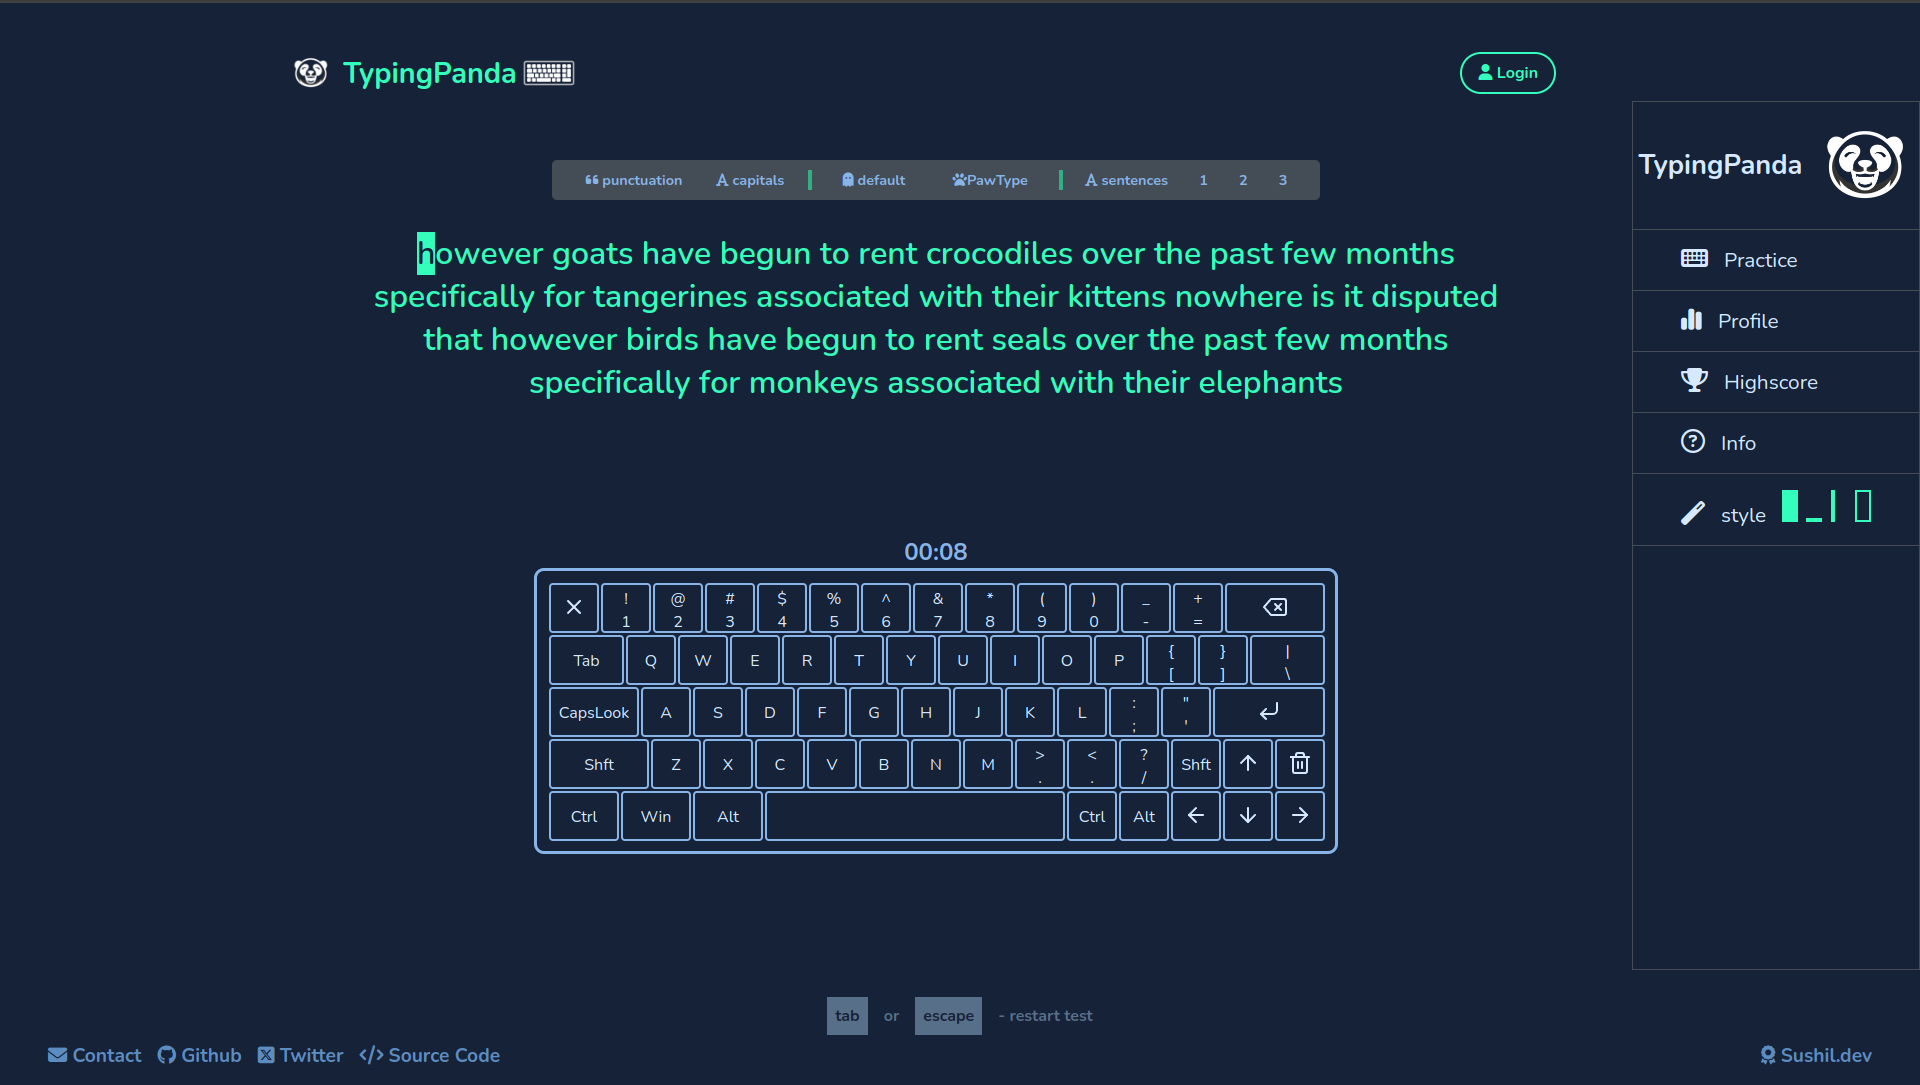 TypingPanda
Login
TypingPanda
punctuation capitals default PawType sentences 1 2 3
however goats have begun to rent crocodiles over the past few months
specifically for tangerines associated with their kittens nowhere is it disputed
that however birds have begun to rent seals over the past few months
specifically for monkeys associated with their elephants
Practice
Profile
Highscore
Info
style
00:08
! @ # $ % ^ & * ( ) _ +
1 2 3 4 5 6 7 8 9 0 - =
Tab Q W E R T Y U I O P { [ } ] | \
CapsLook A S D F G H J K L : ; " '
Shft Z X C V B N M > . < . ? / Shft
Ctrl Win Alt Ctrl Alt
tab or escape - restart test
Contact Github Twitter Source Code
Sushil.dev